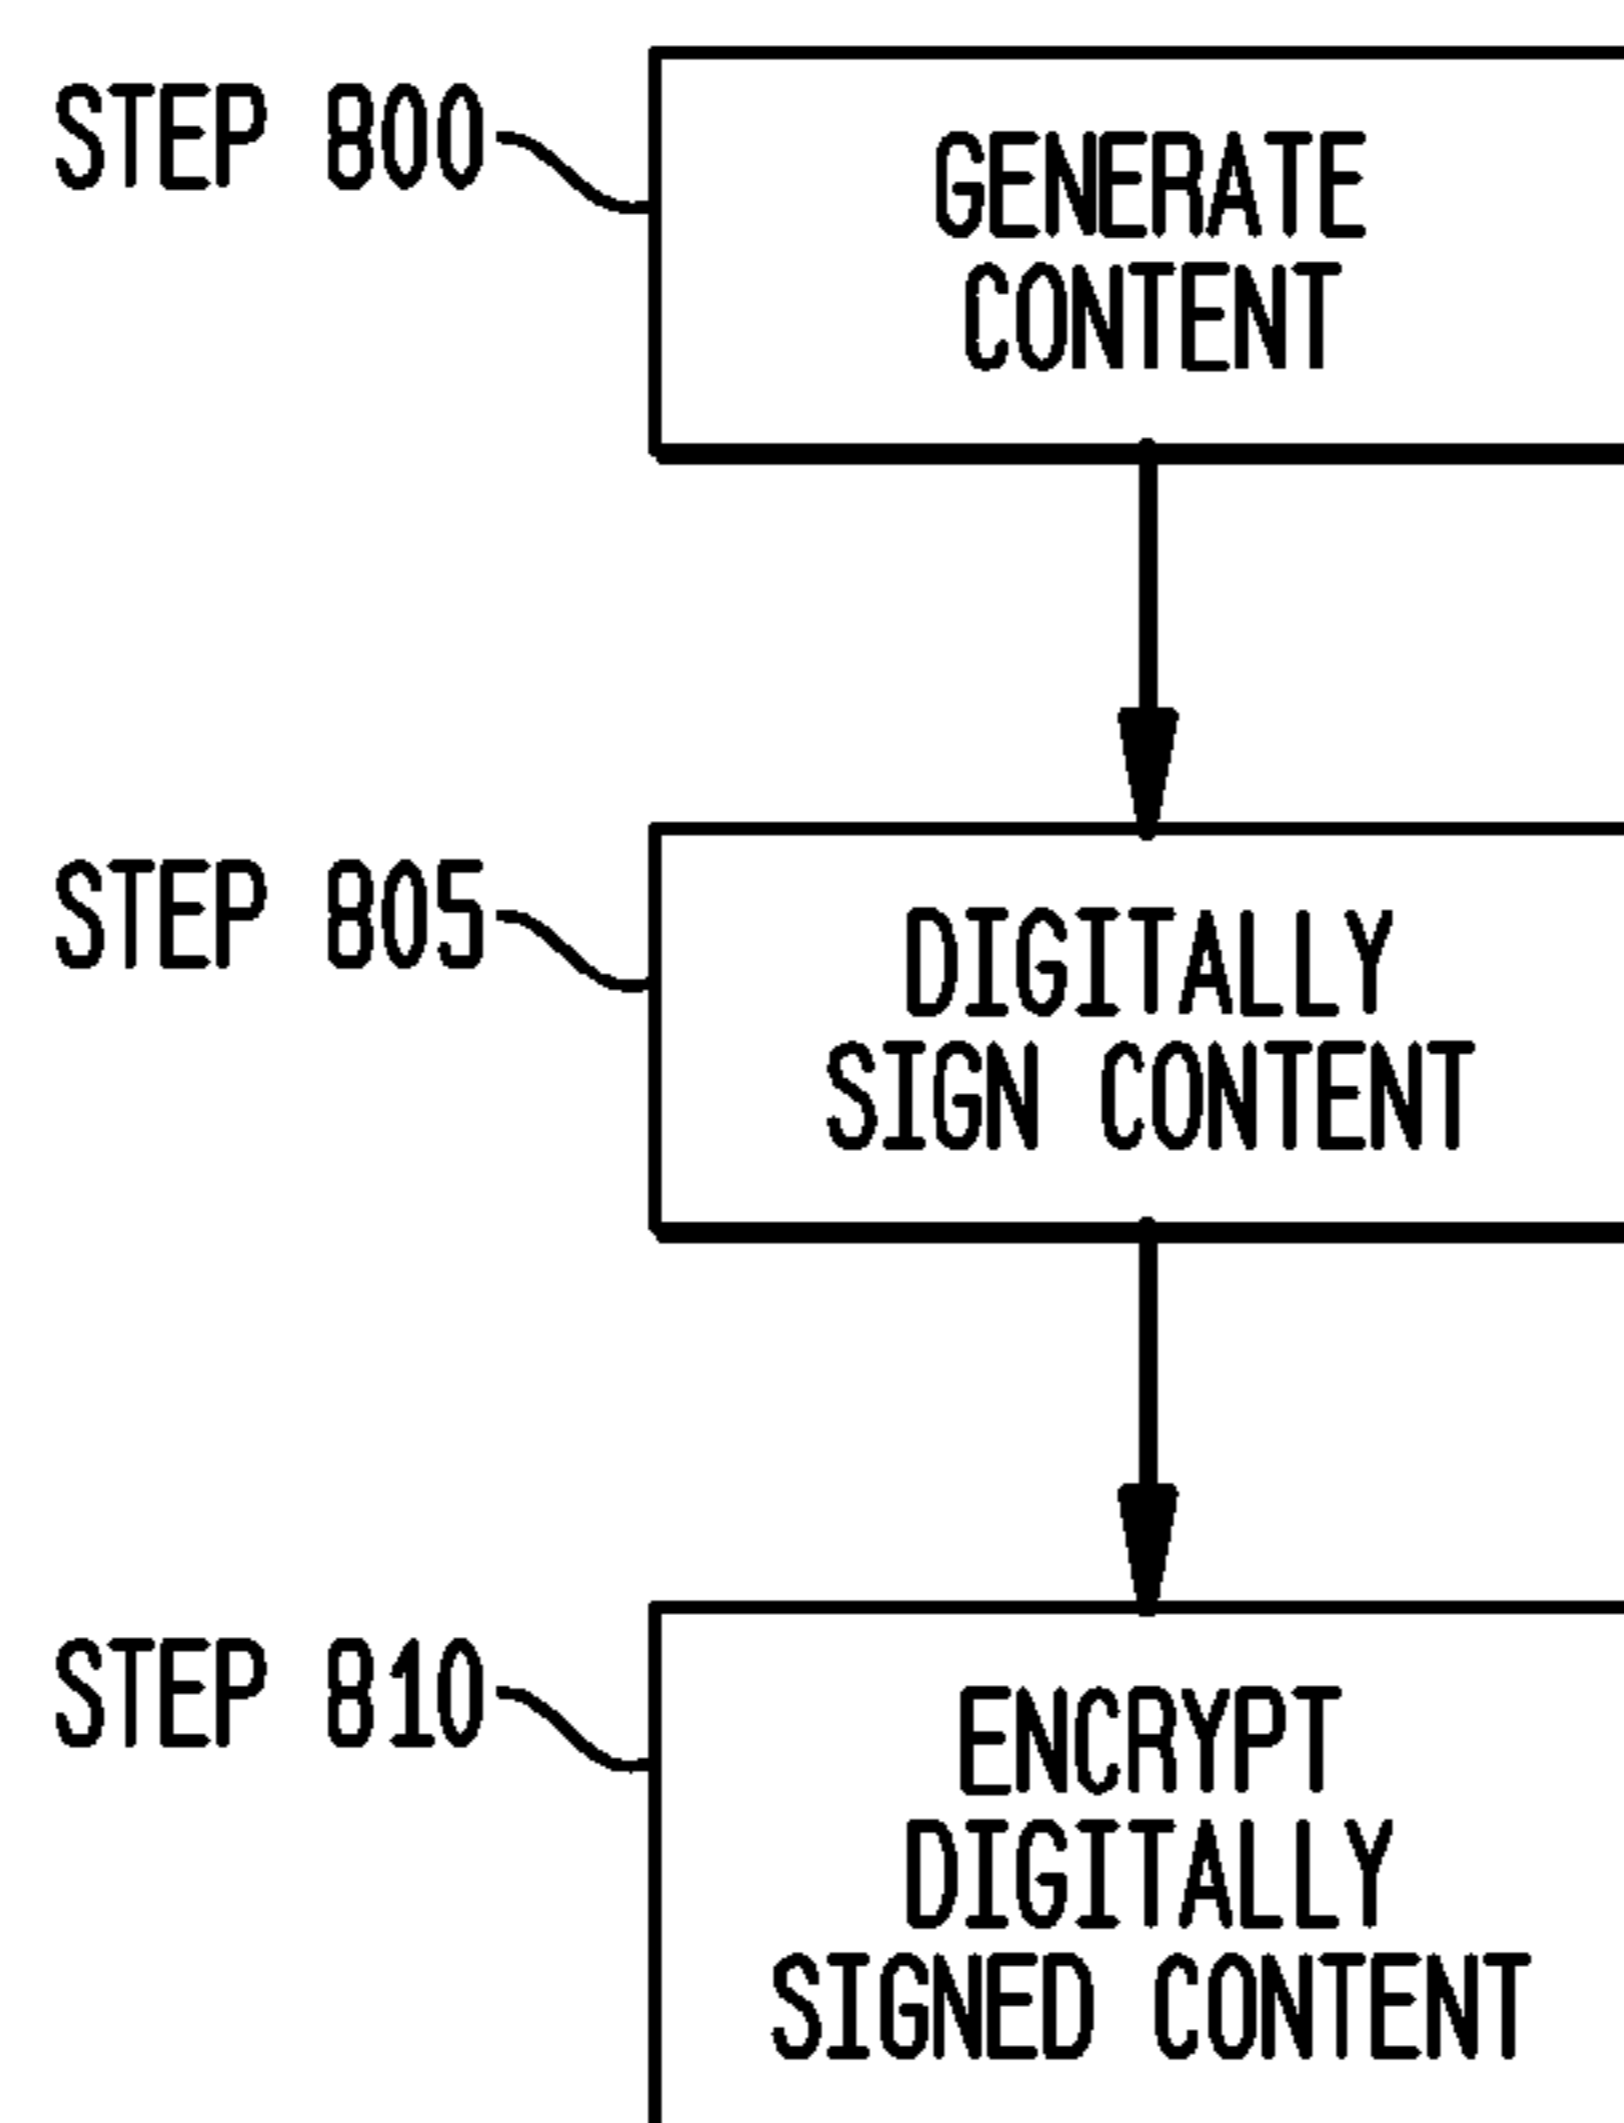 STEP 800
GENERATE
CONTENT
STEP 805
DIGITALLY
SIGN CONTENT
STEP 810
ENCRYPT
DIGITALLY
SIGNED CONTENT